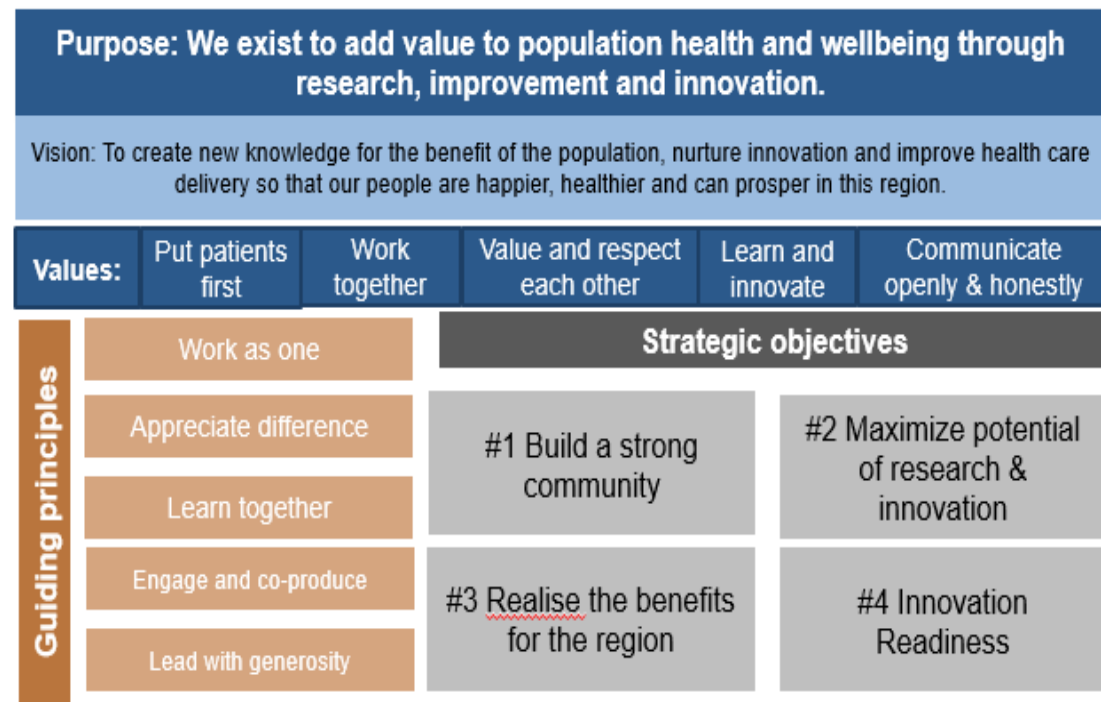 Purpose: We exist to add value to population health and wellbeing through
research, improvement and innovation.
Vision: To create new knowledge for the benefit of the population, nurture innovation and improve health care
delivery so that our people are happier, healthier and can prosper in this region.
Values:
Put patients
first
Work
together
Value and respect
each other
Learn and
innovate
Communicate
openly & honestly
Guiding principles
Work as one
Appreciate difference
Learn together
Engage and co-produce
Lead with generosity
Strategic objectives
#1 Build a strong
community
#2 Maximize potential
of research &
innovation
#3 Realise the benefits
for the region
#4 Innovation
Readiness